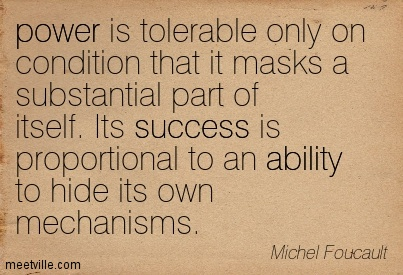 power is tolerable only on
condition that it masks a
substantial part of
itself. Its success is
proportional to an ability
to hide its own
mechanisms.
Michel Foucault
meetville.com